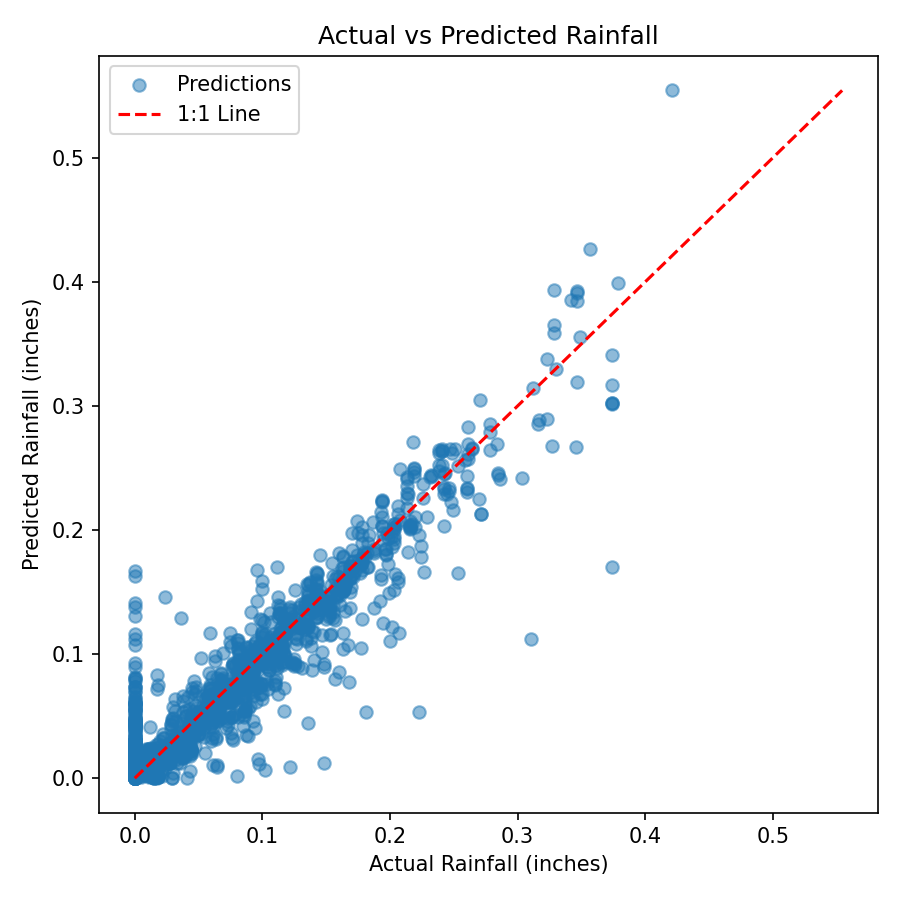 Actual vs Predicted Rainfall
Predictions
1:1 Line
Predicted Rainfall (inches)
0.5
0.4
0.3
0.2
0.1
0.0
0.0 0.1 0.2 0.3 0.4 0.5
Actual Rainfall (inches)